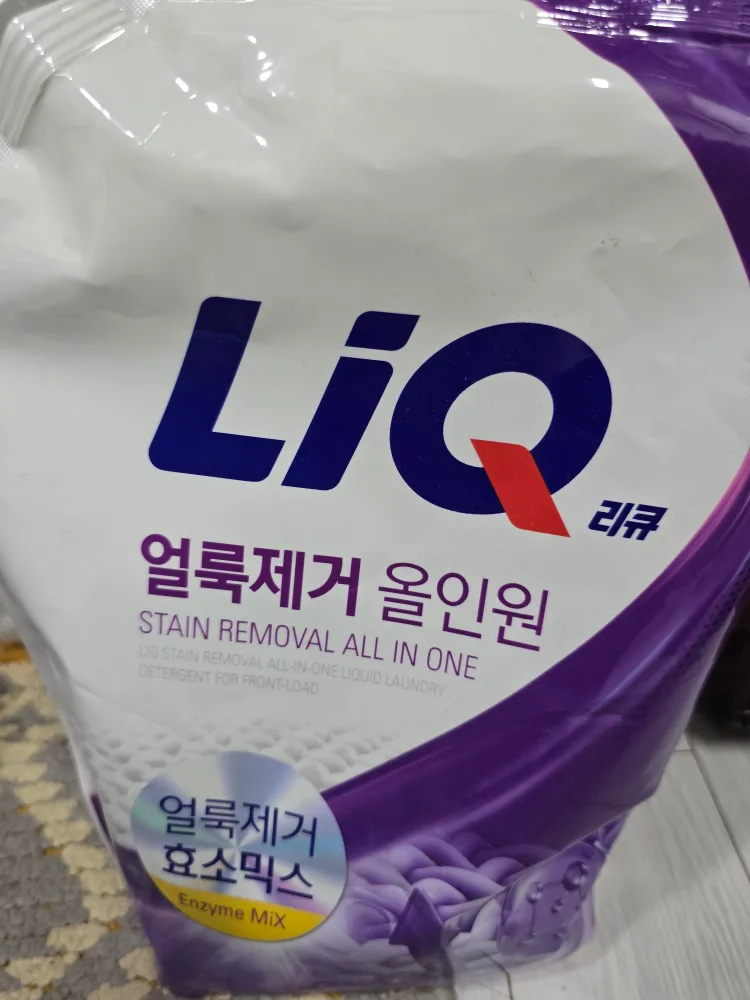 LiQ
리큐
얼룩제거 올인원
STAIN REMOVAL ALL IN ONE
LIQ STAIN REMOVAL ALL-IN-ONE LIQUID LAUNDRY
DETERGENT FOR FRONT-LOAD
얼룩제거
효소믹스
Enzyme MiX